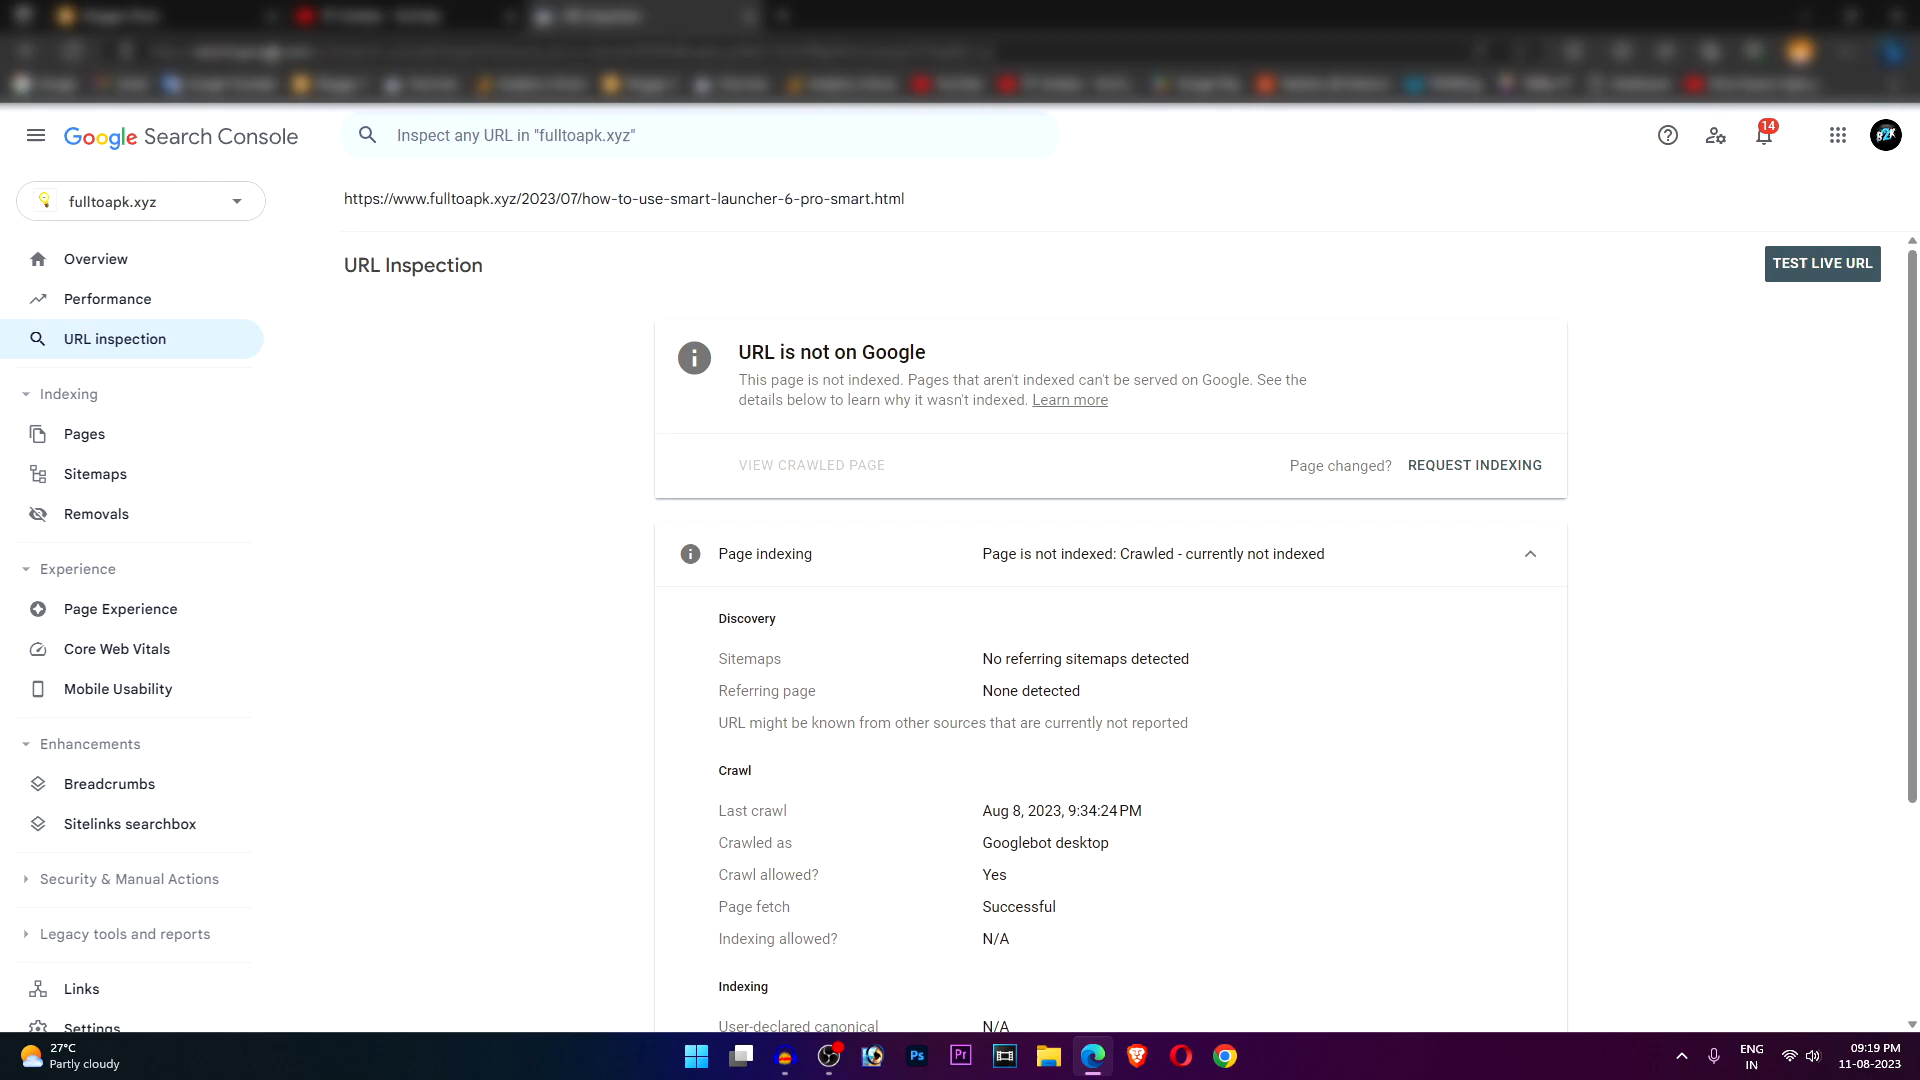 Google Search Console
Inspect any URL in "fulltoapk.xyz"
14
fulltoapk.xyz
https://www.fulltoapk.xyz/2023/07/how-to-use-smart-launcher-6-pro-smart.html
Overview
Performance
URL inspection
Indexing
Pages
Sitemaps
Removals
Experience
Page Experience
Core Web Vitals
Mobile Usability
Enhancements
Breadcrumbs
Sitelinks searchbox
Security & Manual Actions
Legacy tools and reports
Links
Settings
URL Inspection
TEST LIVE URL
URL is not on Google
This page is not indexed. Pages that aren't indexed can't be served on Google. See the
details below to learn why it wasn't indexed. Learn more
VIEW CRAWLED PAGE
Page changed? REQUEST INDEXING
Page indexing Page is not indexed: Crawled - currently not indexed
Discovery
Sitemaps No referring sitemaps detected
Referring page None detected
URL might be known from other sources that are currently not reported
Crawl
Last crawl Aug 8, 2023, 9:34:24 PM
Crawled as Googlebot desktop
Crawl allowed? Yes
Page fetch Successful
Indexing allowed? N/A
Indexing
User-declared canonical N/A
27°C
Partly cloudy
Ps
Pr
ENG
IN
09:19 PM
11-08-2023